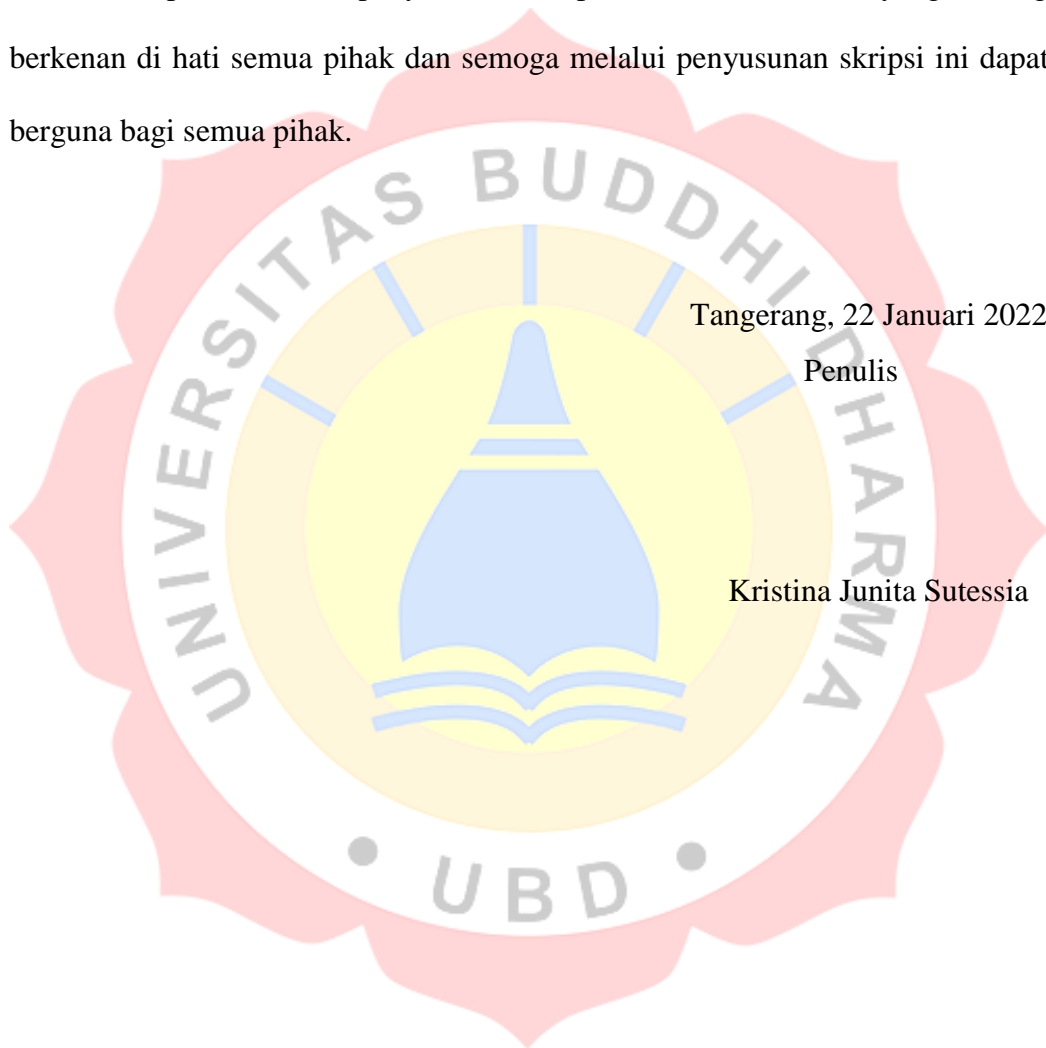 berkenan di hati semua pihak dan semoga melalui penyusunan skripsi ini dapat
berguna bagi semua pihak.
UNIVERSITAS BUDDHI DHARMA
Tangerang, 22 Januari 2022
Penulis
Kristina Junita Sutessia
• UBD •